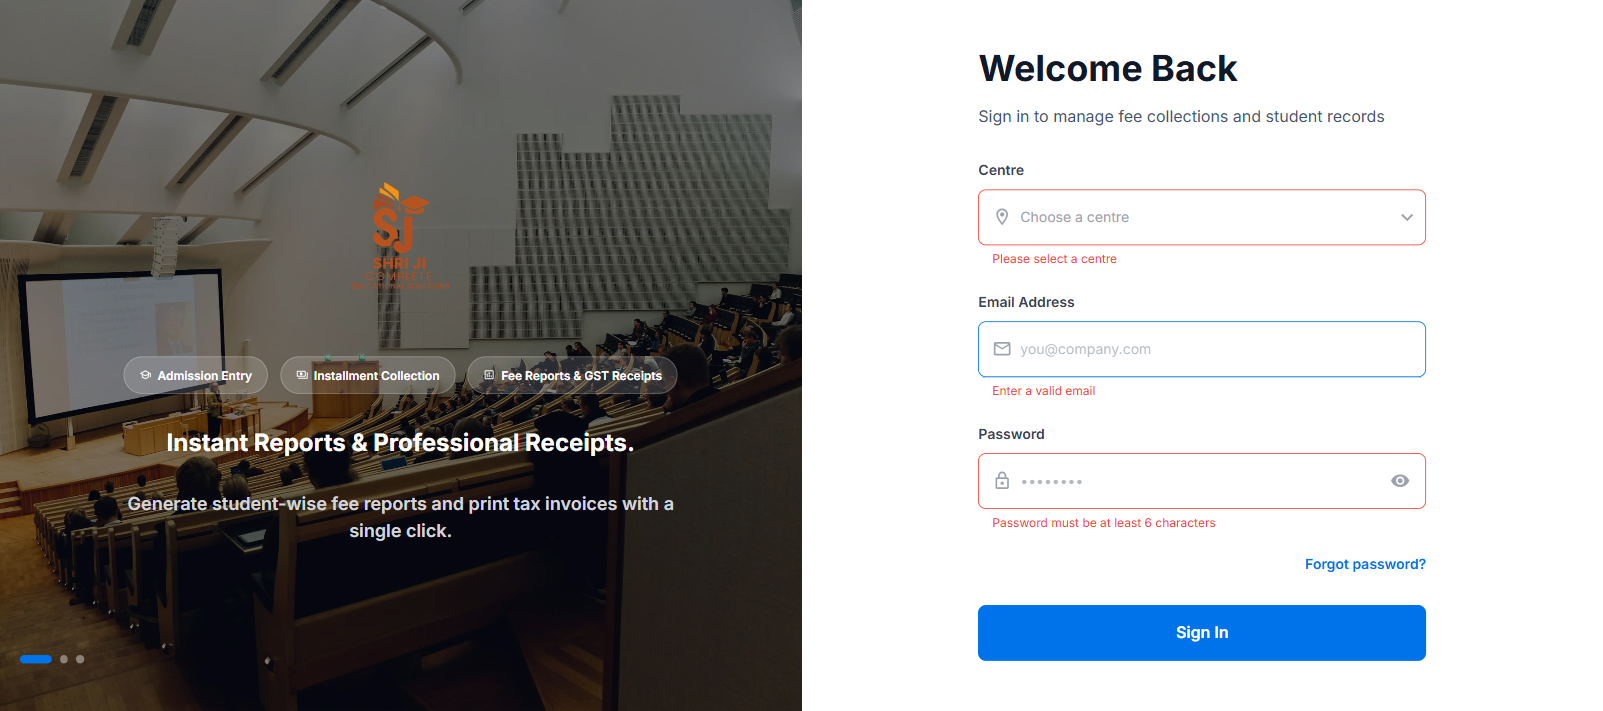 SJ
SHRI JI
COMPLETE
Admission Entry
Installment Collection
Fee Reports & GST Receipts
Instant Reports & Professional Receipts.
Generate student-wise fee reports and print tax invoices with a
single click.
Welcome Back
Sign in to manage fee collections and student records
Centre
Choose a centre
Please select a centre
Email Address
you@company.com
Enter a valid email
Password
••••••••
Password must be at least 6 characters
Forgot password?
Sign In